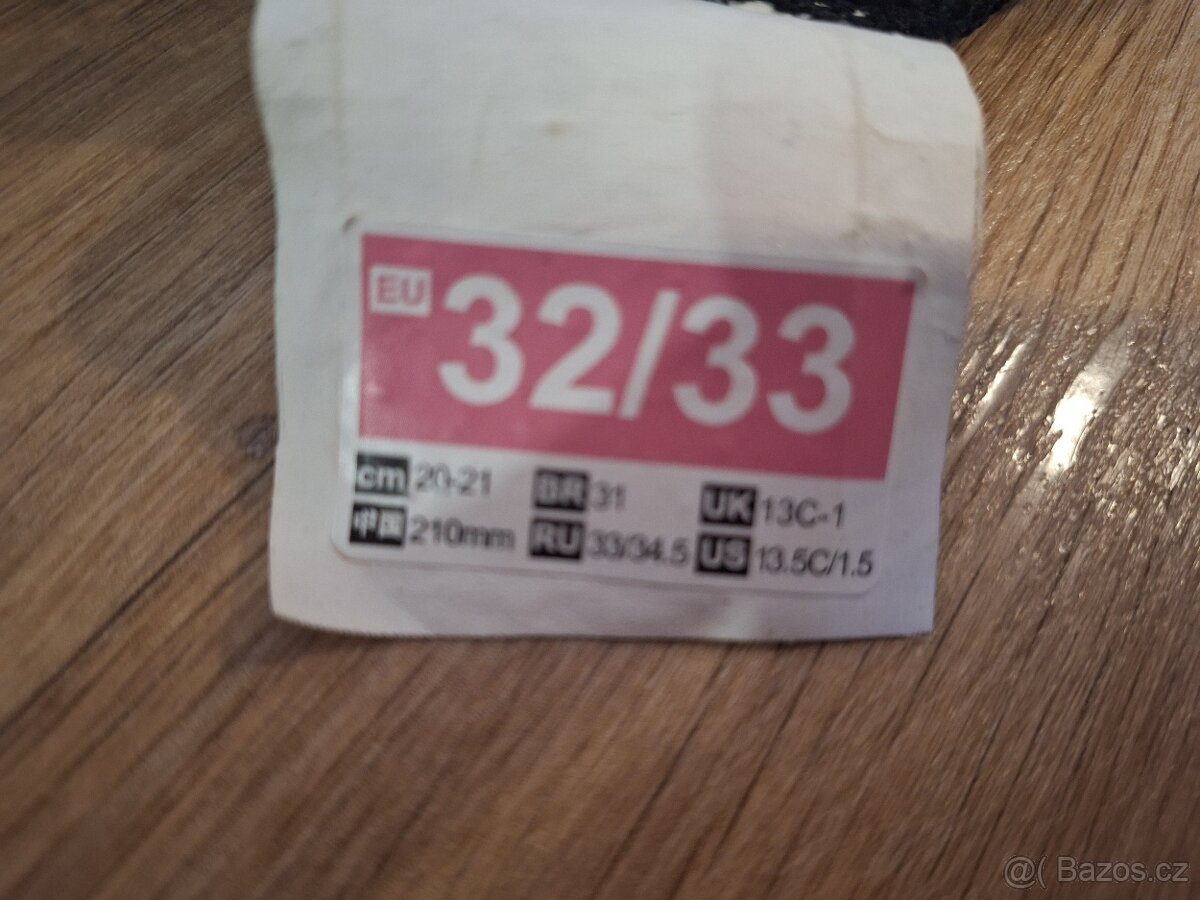 EU 32/33
cm 20-21 BR 31 UK 13C-1
中国 210mm RU 33/34.5 US 13.5C/1.5
@( Bazos.cz